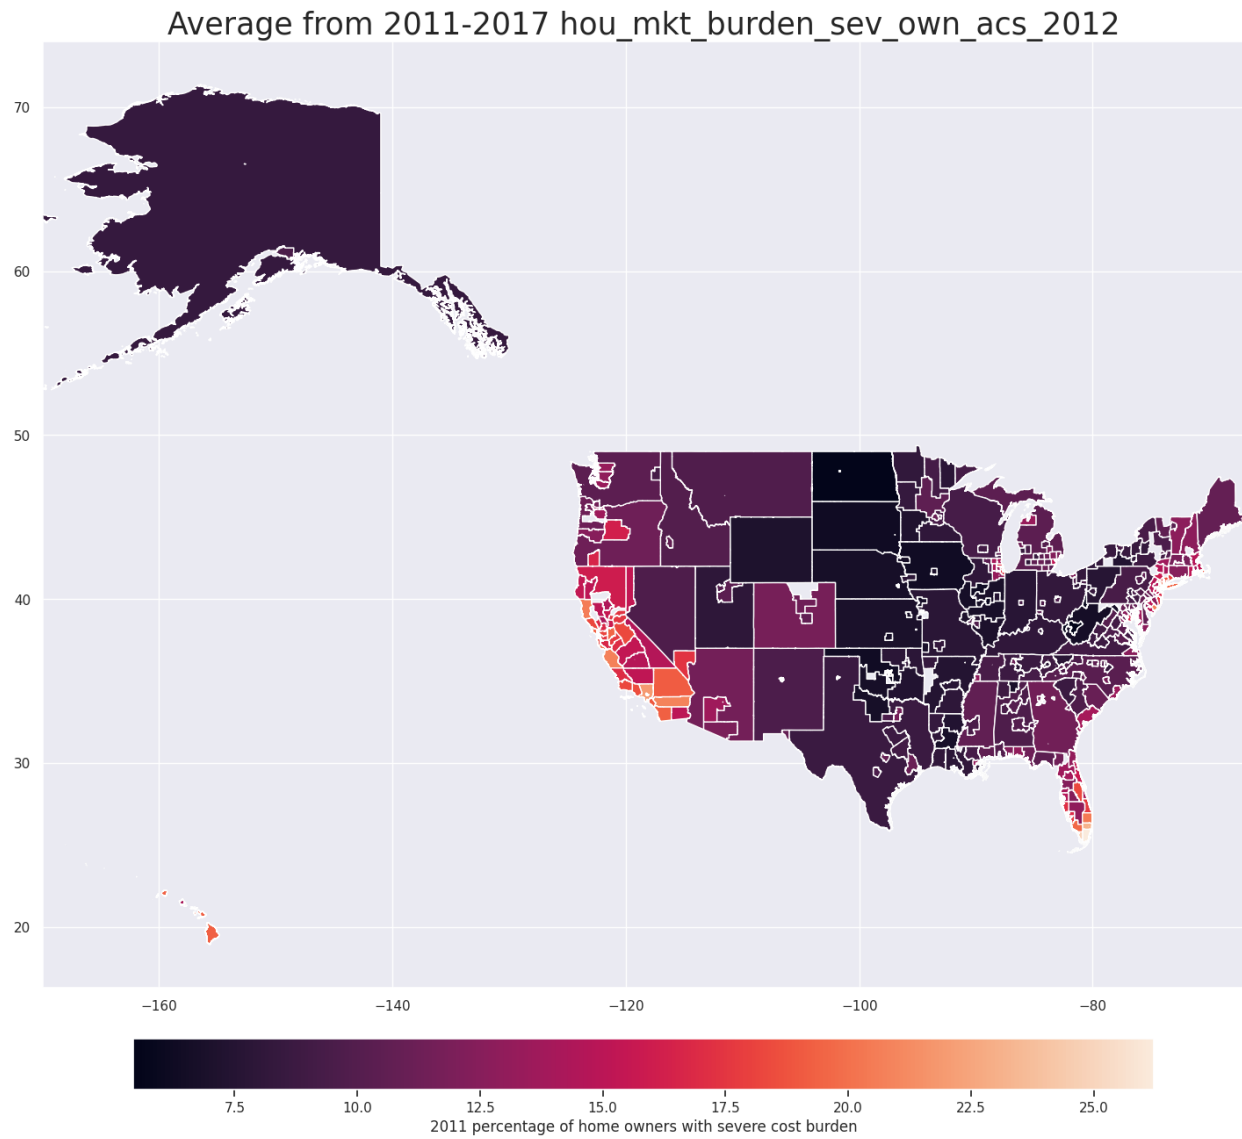 Average from 2011-2017 hou_mkt_burden_sev_own_acs_2012
70
60
50
40
30
20
−160 −140 −120 −100 −80
7.5 10.0 12.5 15.0 17.5 20.0 22.5 25.0
2011 percentage of home owners with severe cost burden